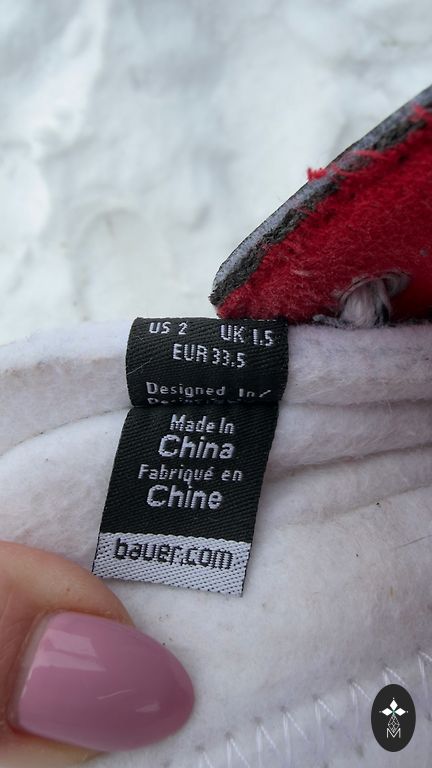 US 2 UK 1.5
EUR 33.5
Designed In/
Made In
China
Fabriqué en
Chine
bauer.com
M